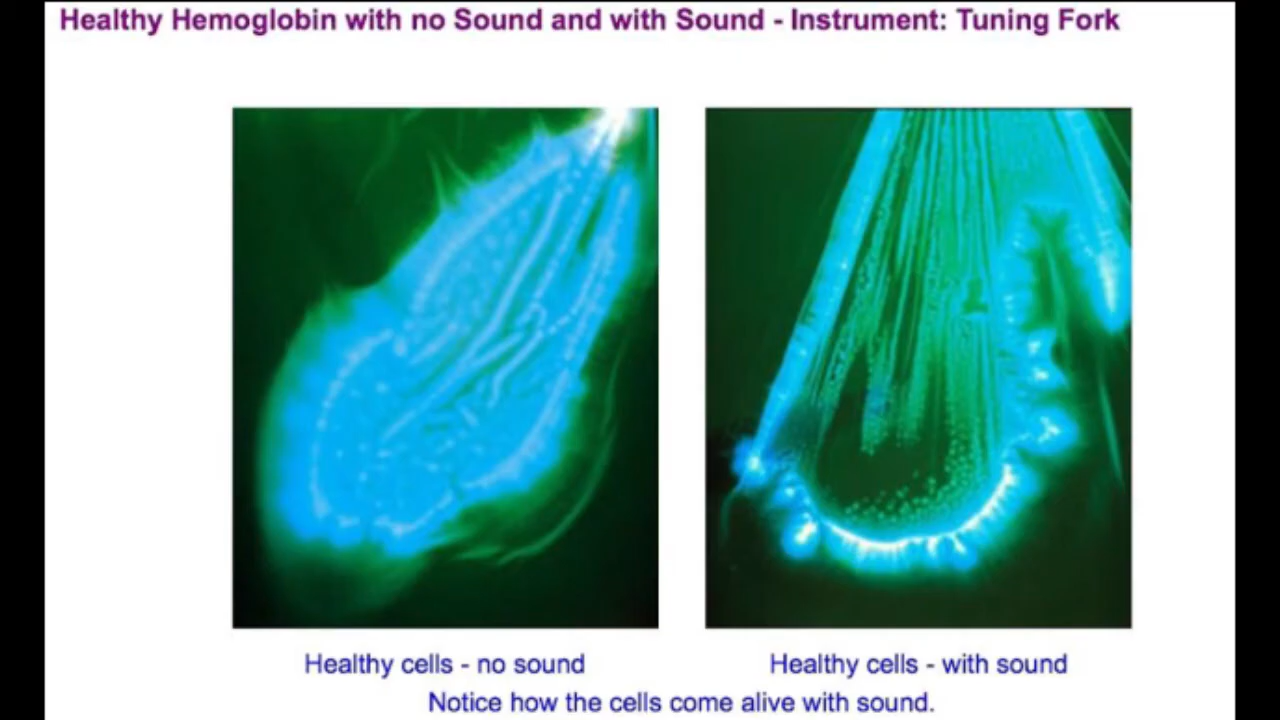 Healthy Hemoglobin with no Sound and with Sound - Instrument: Tuning Fork
Healthy cells - no sound
Healthy cells - with sound
Notice how the cells come alive with sound.